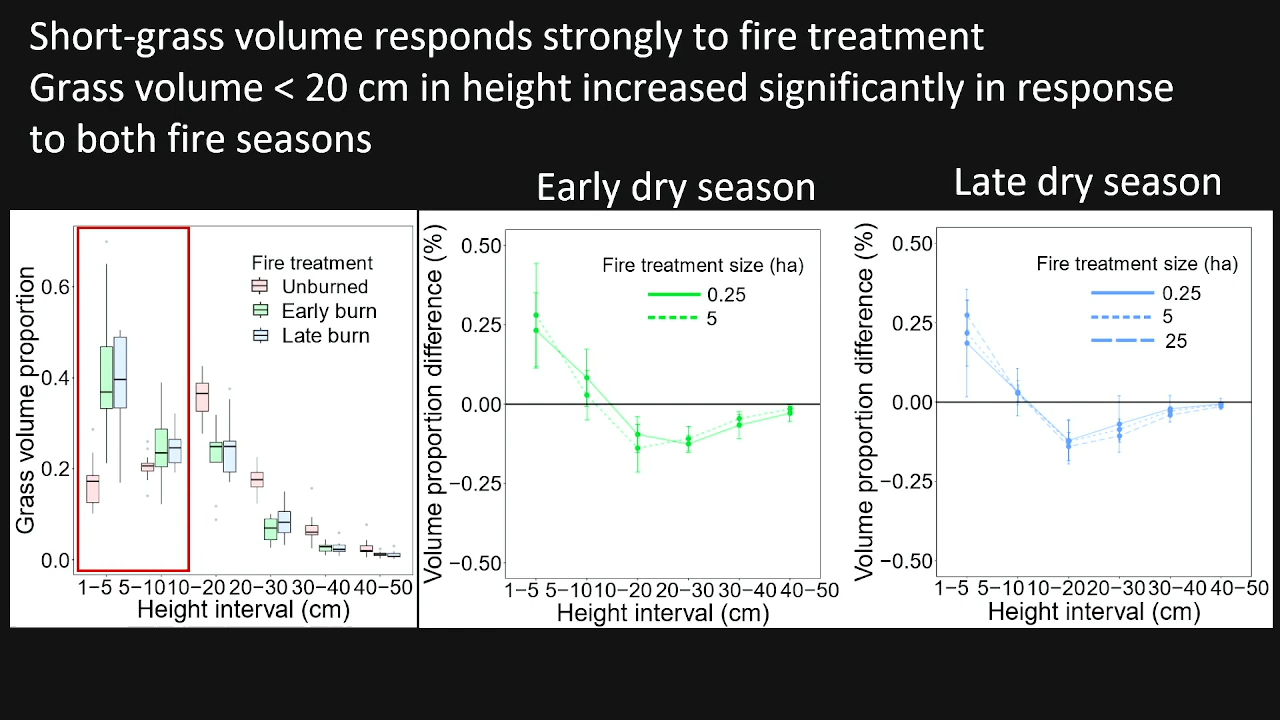 Short-grass volume responds strongly to fire treatment
Grass volume < 20 cm in height increased significantly in response
to both fire seasons
Early dry season
Late dry season
Grass volume proportion
0.6
0.4
0.2
0.0
Fire treatment
Unburned
Early burn
Late burn
1−5 5−10 10−20 20−30 30−40 40−50
Height interval (cm)
Volume proportion difference (%)
0.50
0.25
0.00
−0.25
−0.50
Fire treatment size (ha)
0.25
5
1−5 5−10 10−20 20−30 30−40 40−50
Height interval (cm)
Volume proportion difference (%)
0.50
0.25
0.00
−0.25
−0.50
Fire treatment size (ha)
0.25
5
25
1−5 5−10 10−20 20−30 30−40 40−50
Height interval (cm)